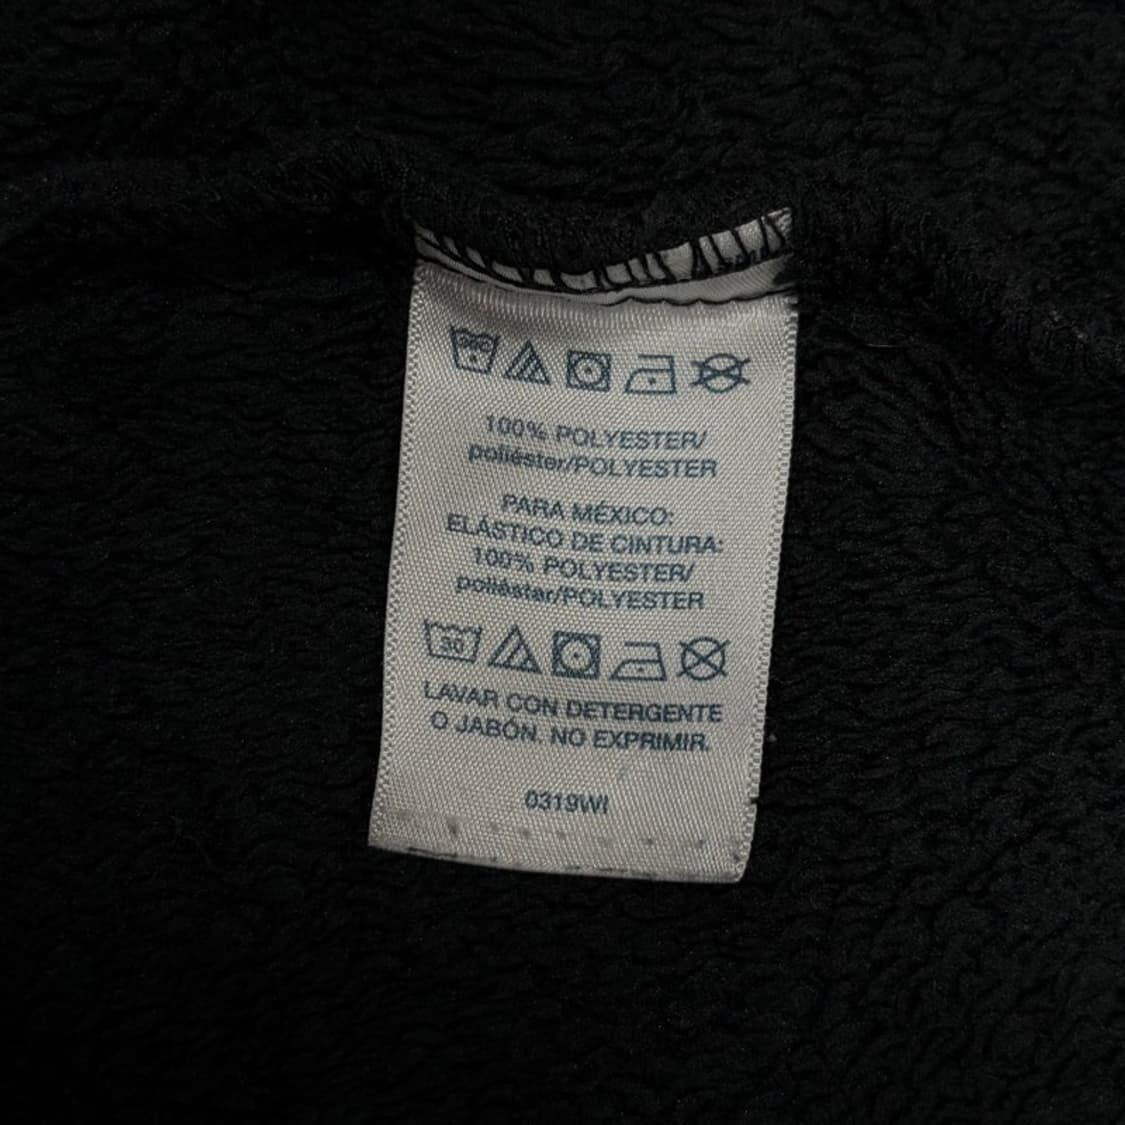 100% POLYESTER/
poliéster/POLYESTER
PARA MÉXICO:
ELÁSTICO DE CINTURA:
100% POLYESTER/
poliéster/POLYESTER
30
LAVAR CON DETERGENTE
O JABÓN. NO EXPRIMIR.
0319WI